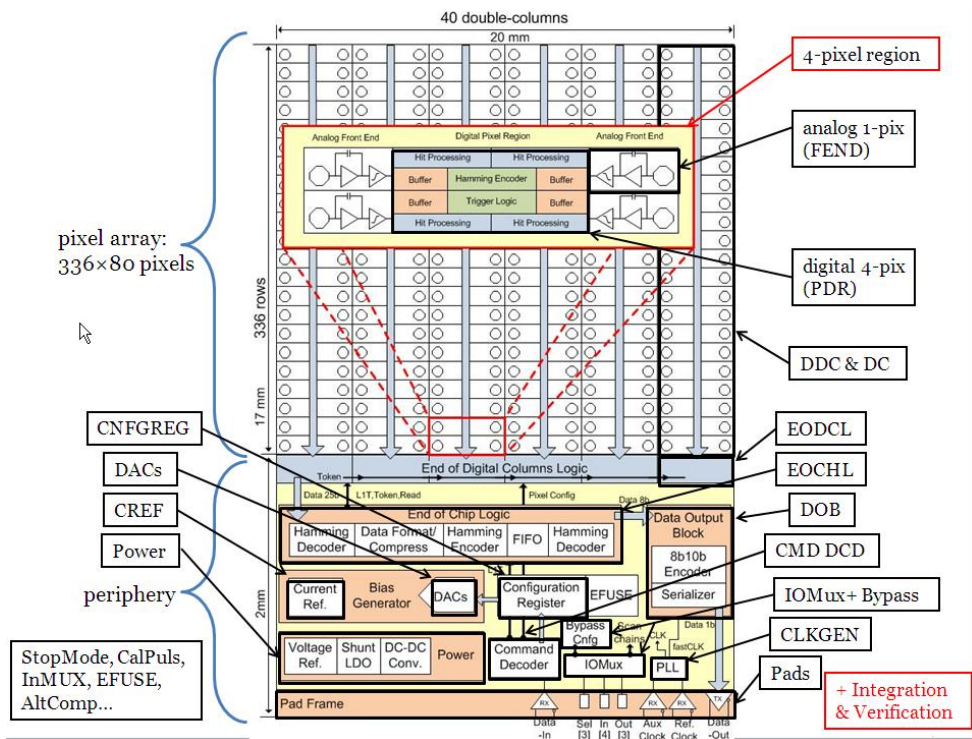 40 double-columns
20 mm
4-pixel region
Analog Front End
Digital Pixel Region
Analog Front End
Hit Processing
Hit Processing
Buffer
Hamming Encoder
Buffer
Buffer
Trigger Logic
Buffer
Hit Processing
Hit Processing
analog 1-pix
(FEND)
pixel array:
336×80 pixels
digital 4-pix
(PDR)
336 rows
17 mm
DDC & DC
CNFGREG
DACs
CREF
Power
periphery
StopMode, CalPuls,
InMUX, EFUSE,
AltComp...
2mm
End of Digital Columns Logic
Token
Data 25b
L1T,Token,Read
Pixel Config
Data 8b
End of Chip Logic
Hamming
Decoder
Data Format/
Compress
Hamming
Encoder
FIFO
Hamming
Decoder
Data Output
Block
8b10b
Encoder
Serializer
Current
Ref.
Bias
Generator
DACs
Configuration
Register
EFUSE
Voltage
Ref.
Shunt
LDO
DC-DC
Conv.
Power
Command
Decoder
Bypass
Cnfg
Scan
chains
IOMux
CLK
fastCLK
Data 1b
PLL
Pad Frame
RX
RX
RX
TX
Data
-In
Sel
[3]
In
[4]
Out
[3]
Aux
Clock
Ref.
Clock
Data
-Out
EODCL
EOCHL
DOB
CMD DCD
IOMux+ Bypass
CLKGEN
Pads
+ Integration
& Verification